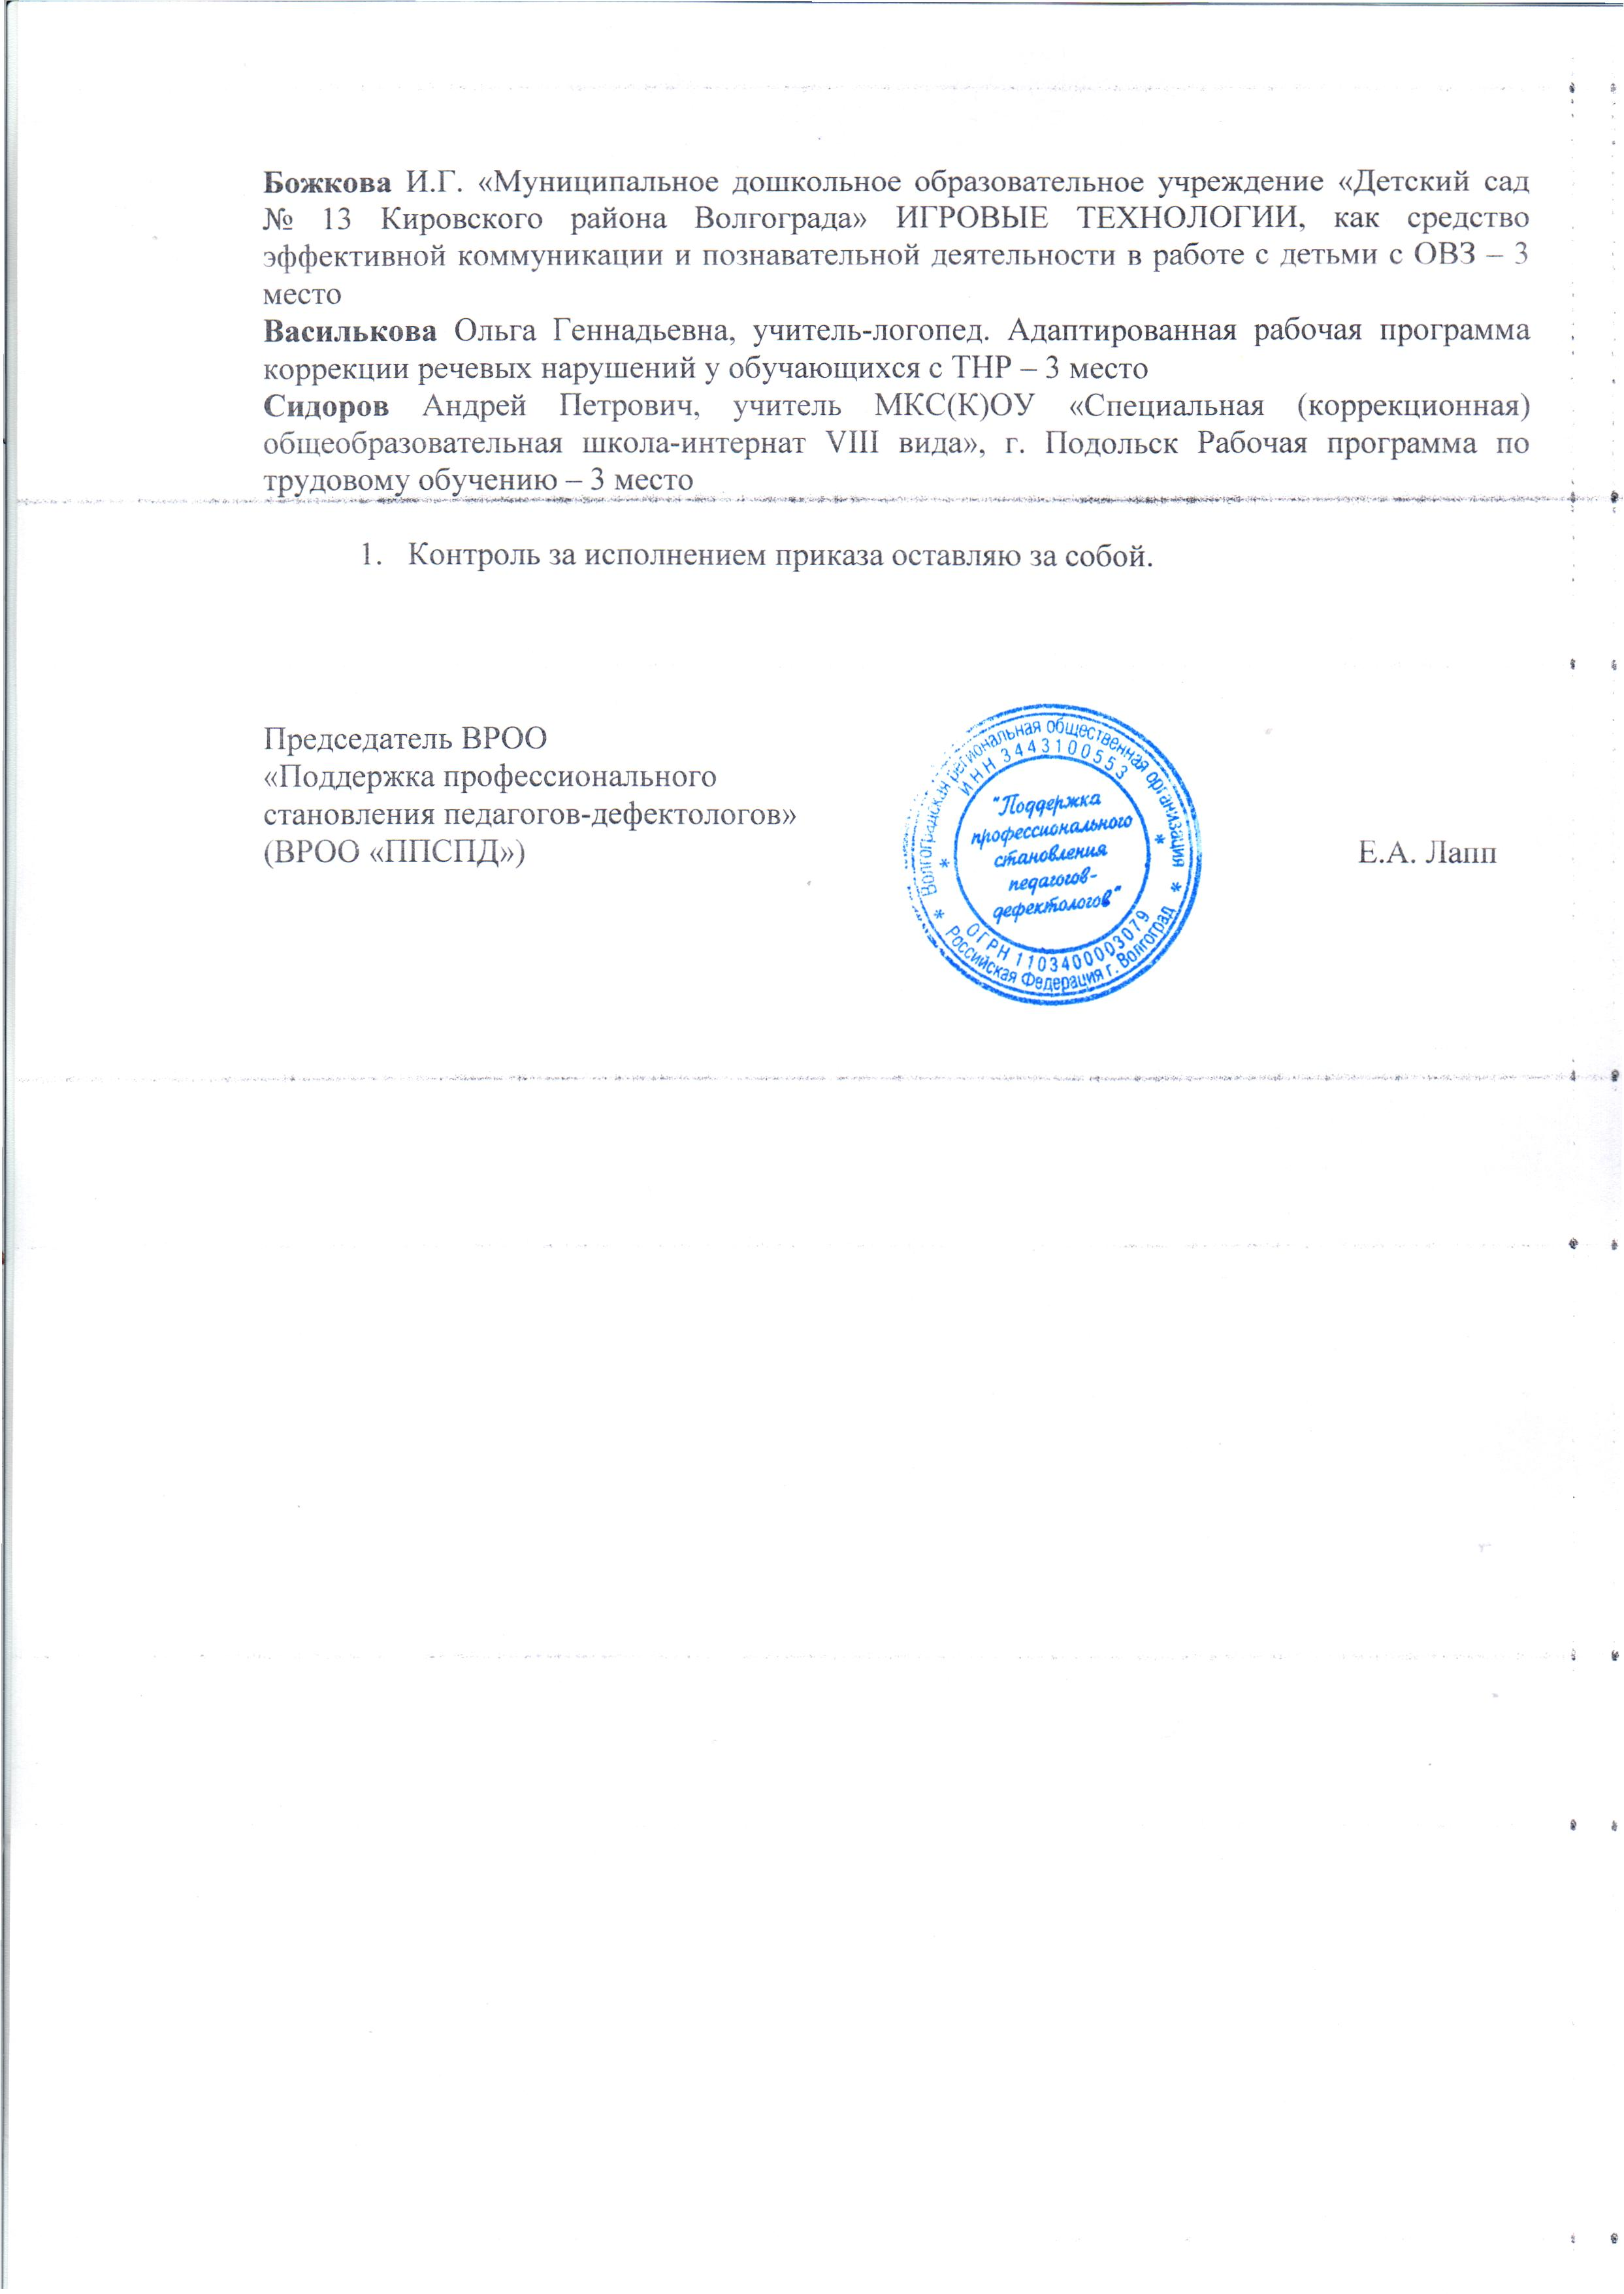 Божкова И.Г. «Муниципальное дошкольное образовательное учреждение «Детский сад
№ 13 Кировского района Волгограда» ИГРОВЫЕ ТЕХНОЛОГИИ, как средство
эффективной коммуникации и познавательной деятельности в работе с детьми с ОВЗ – 3
место
Василькова Ольга Геннадьевна, учитель-логопед. Адаптированная рабочая программа
коррекции речевых нарушений у обучающихся с ТНР – 3 место
Сидоров Андрей Петрович, учитель МКС(К)ОУ «Специальная (коррекционная)
общеобразовательная школа-интернат VIII вида», г. Подольск Рабочая программа по
трудовому обучению – 3 место
1. Контроль за исполнением приказа оставляю за собой.
Председатель ВРОО
«Поддержка профессионального
становления педагогов-дефектологов»
(ВРОО «ППСПД»)
Е.А. Лапп
Волгоградская региональная общественная организация
ИНН 3443100553
"Поддержка
профессионального
становления
педагогов-
дефектологов"
ОГРН 1103400003079
* Российская Федерация г. Волгоград *